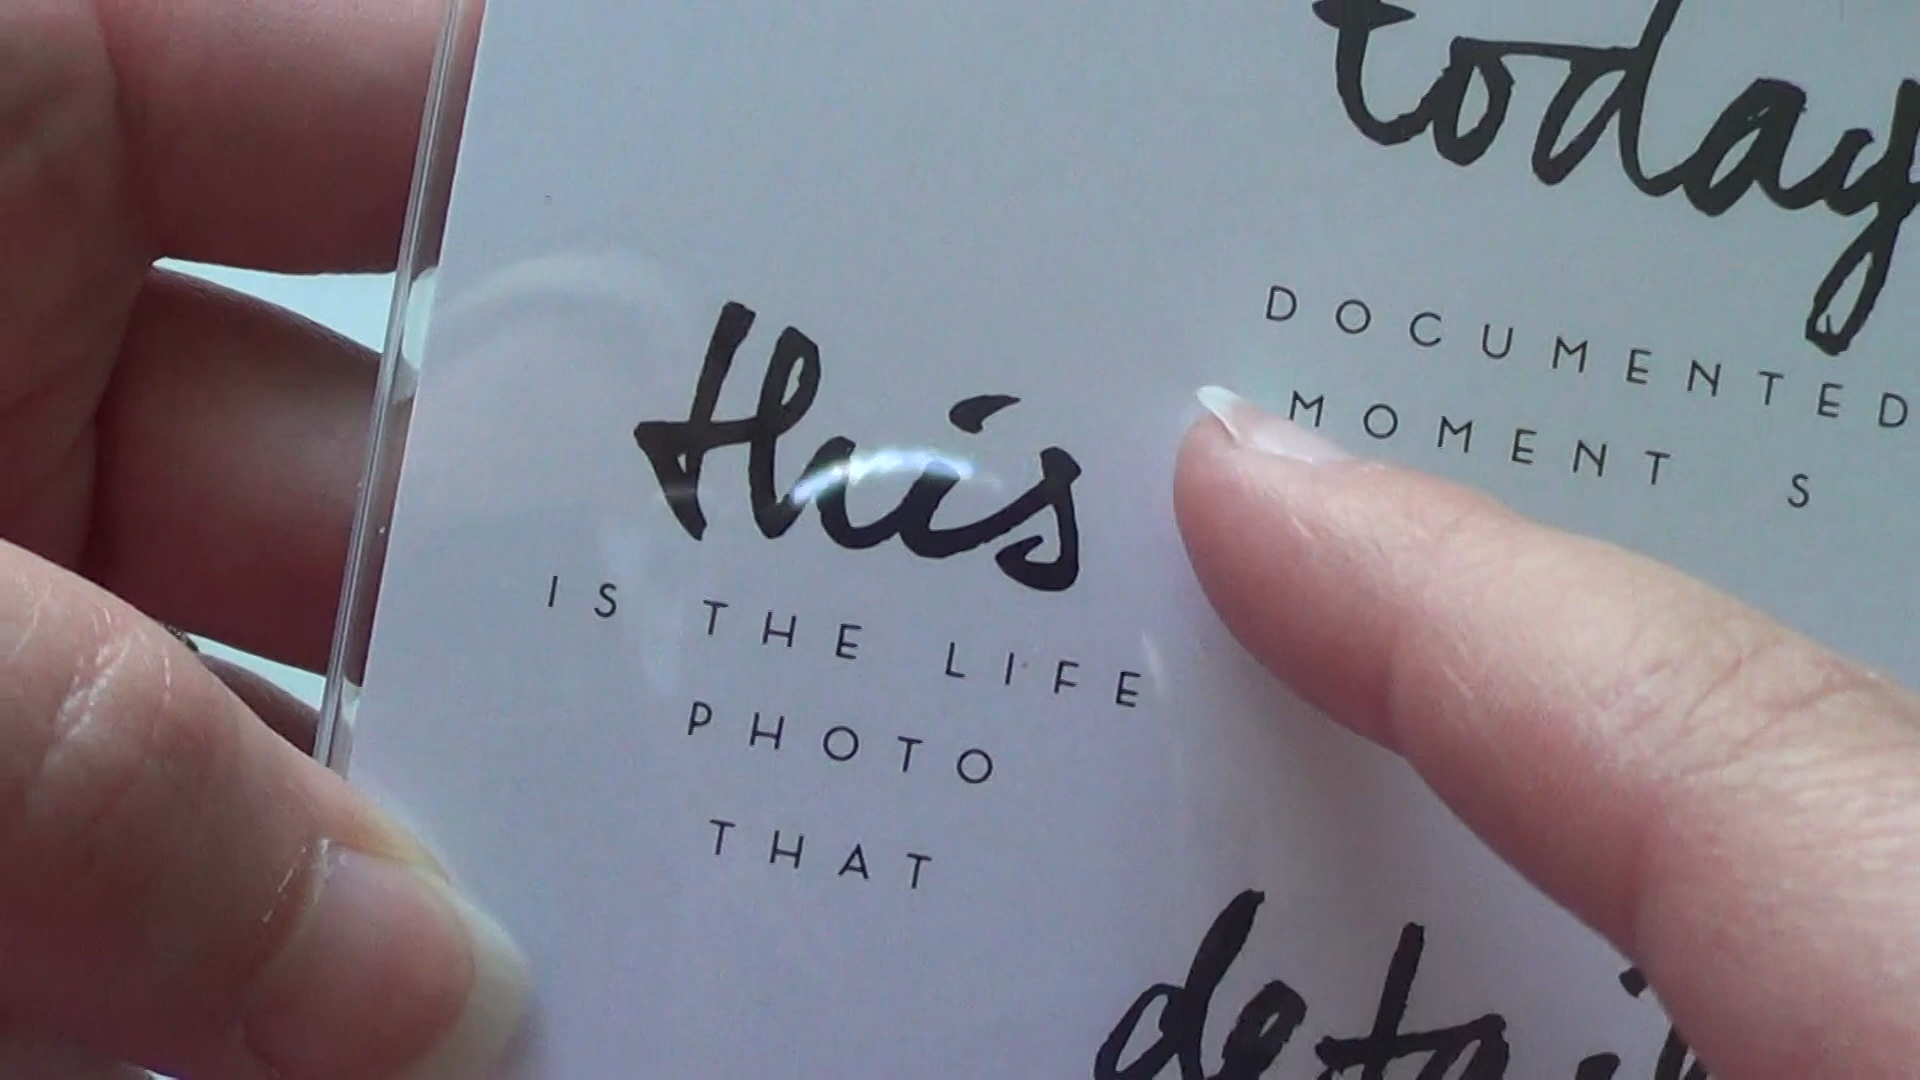 today
DOCUMENTED
MOMENT S
this
IS THE LIFE
PHOTO
THAT